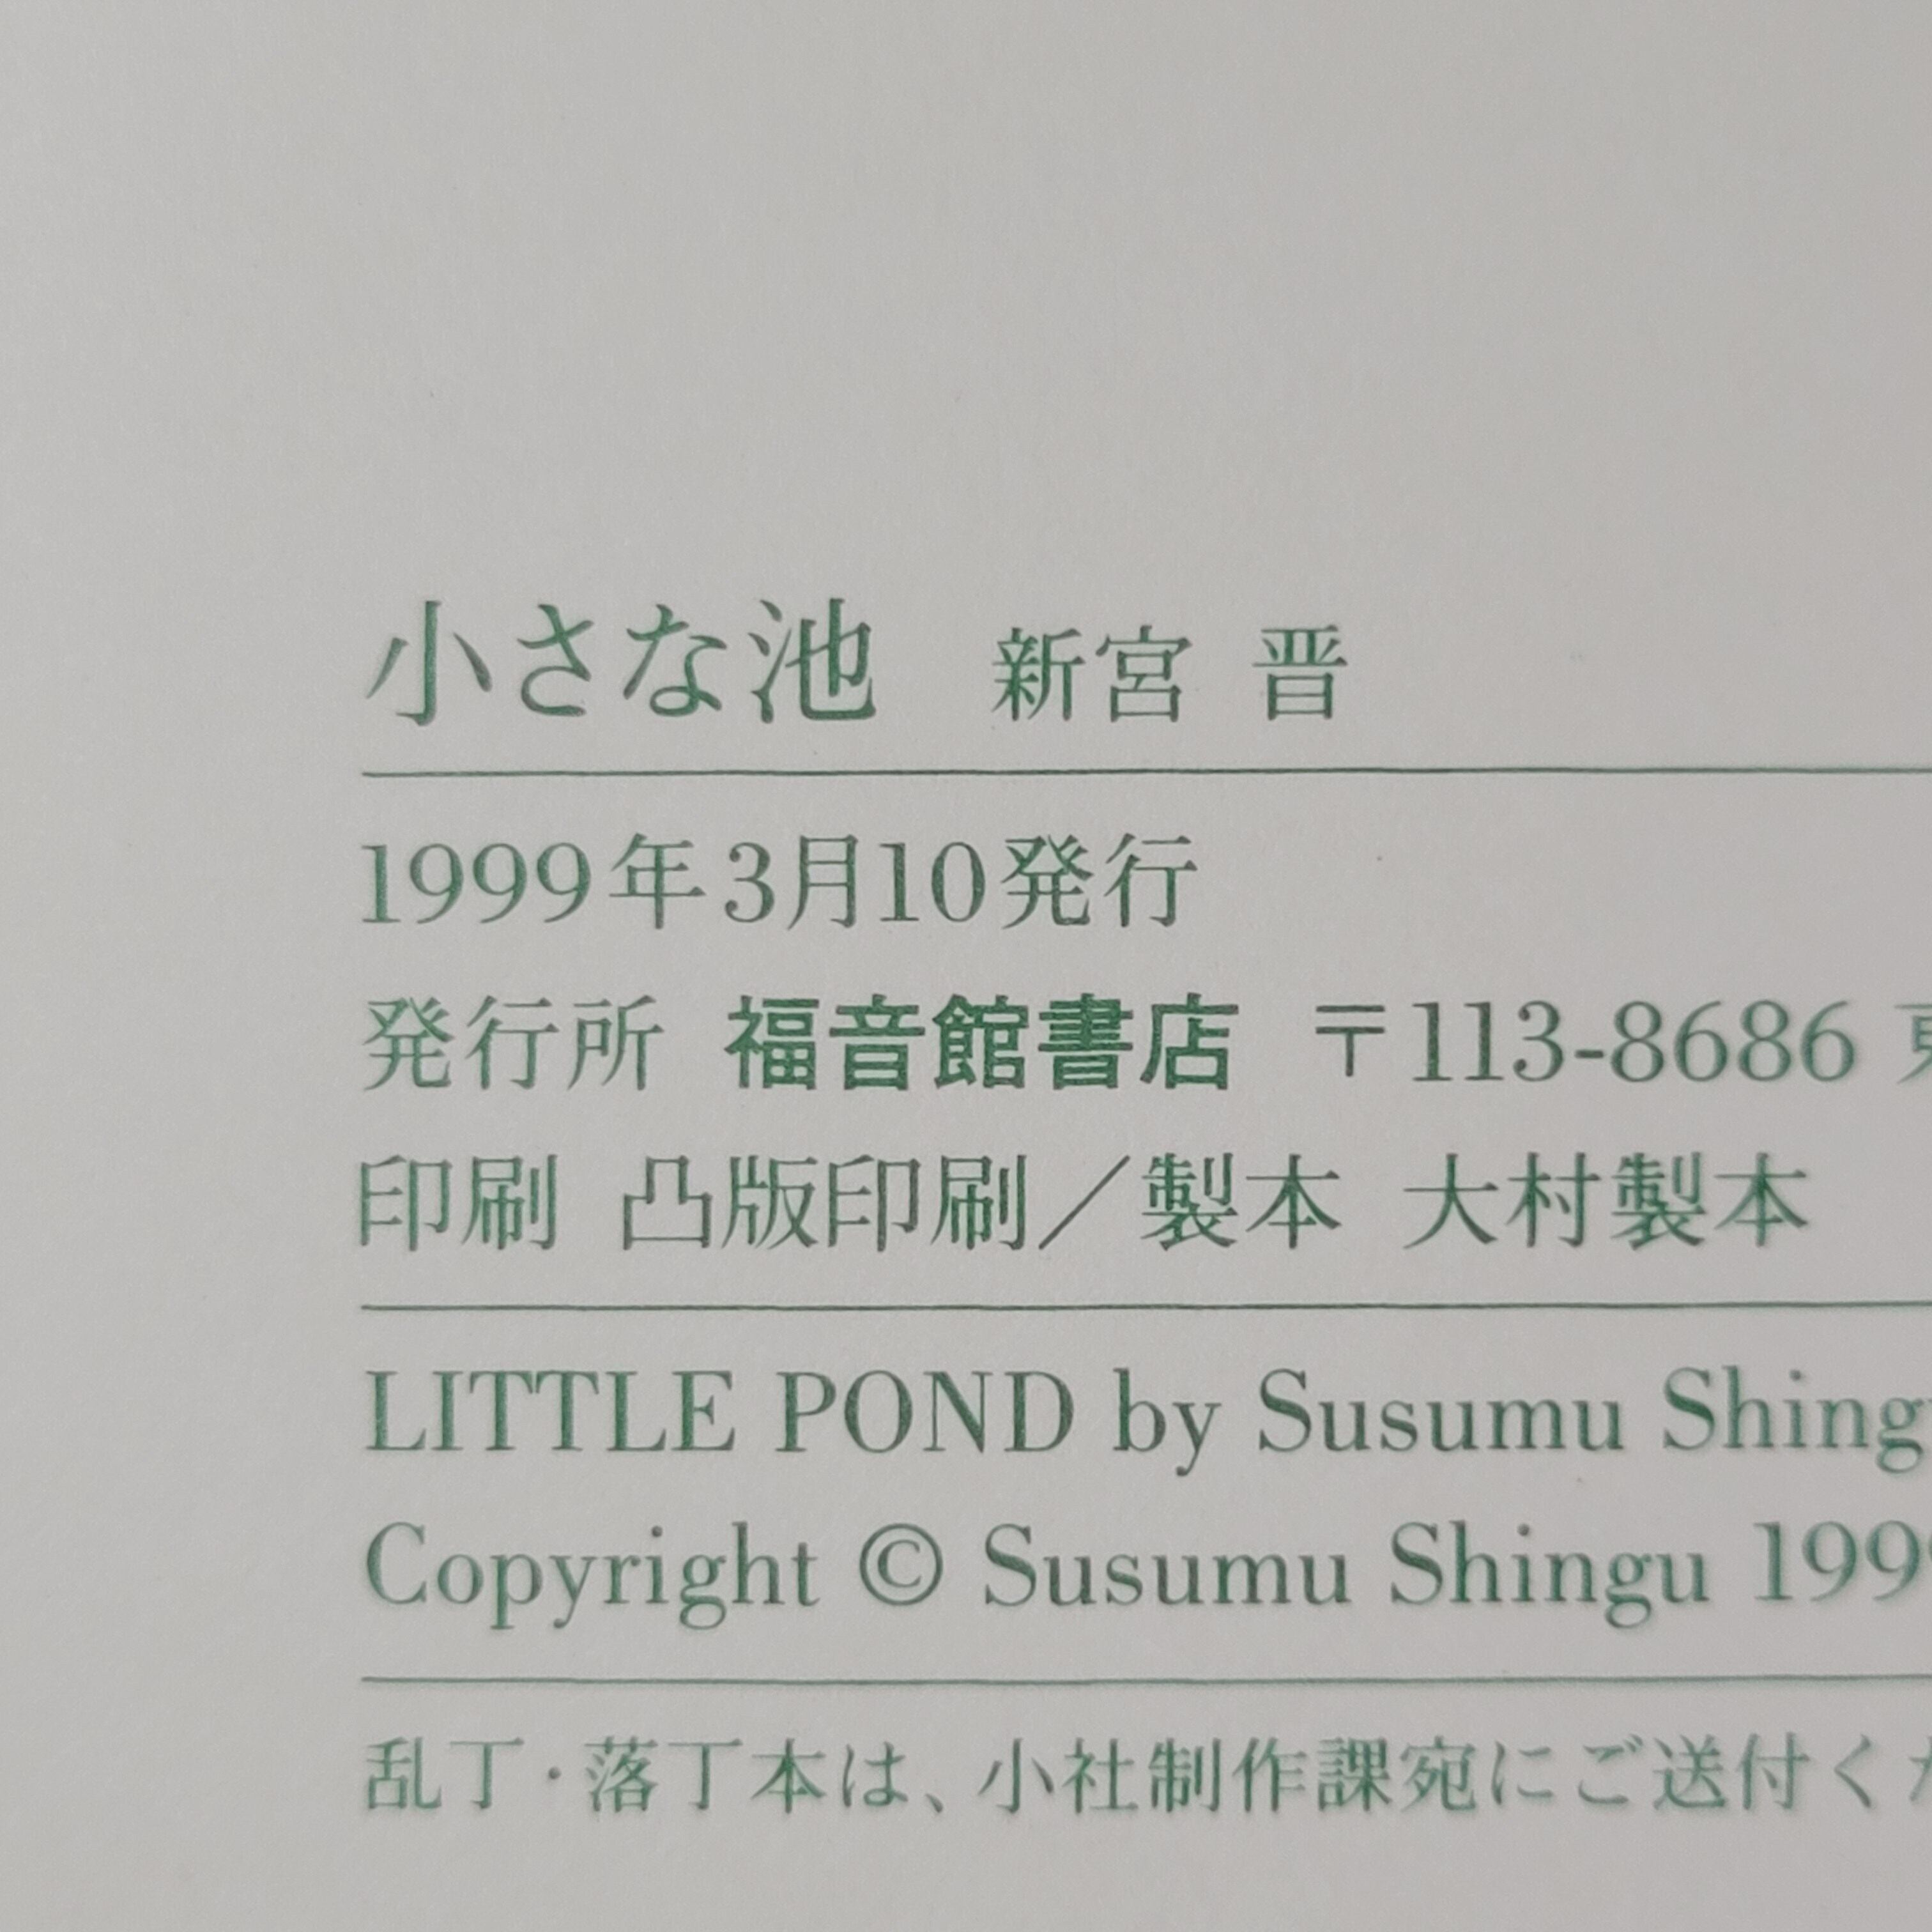 小さな池 新宮 晋
1999年3月10発行
発行所 福音館書店 〒113-8686
印刷 凸版印刷／製本 大村製本
LITTLE POND by Susumu Shing
Copyright © Susumu Shingu 199
乱丁・落丁本は、小社制作課宛にご送付く